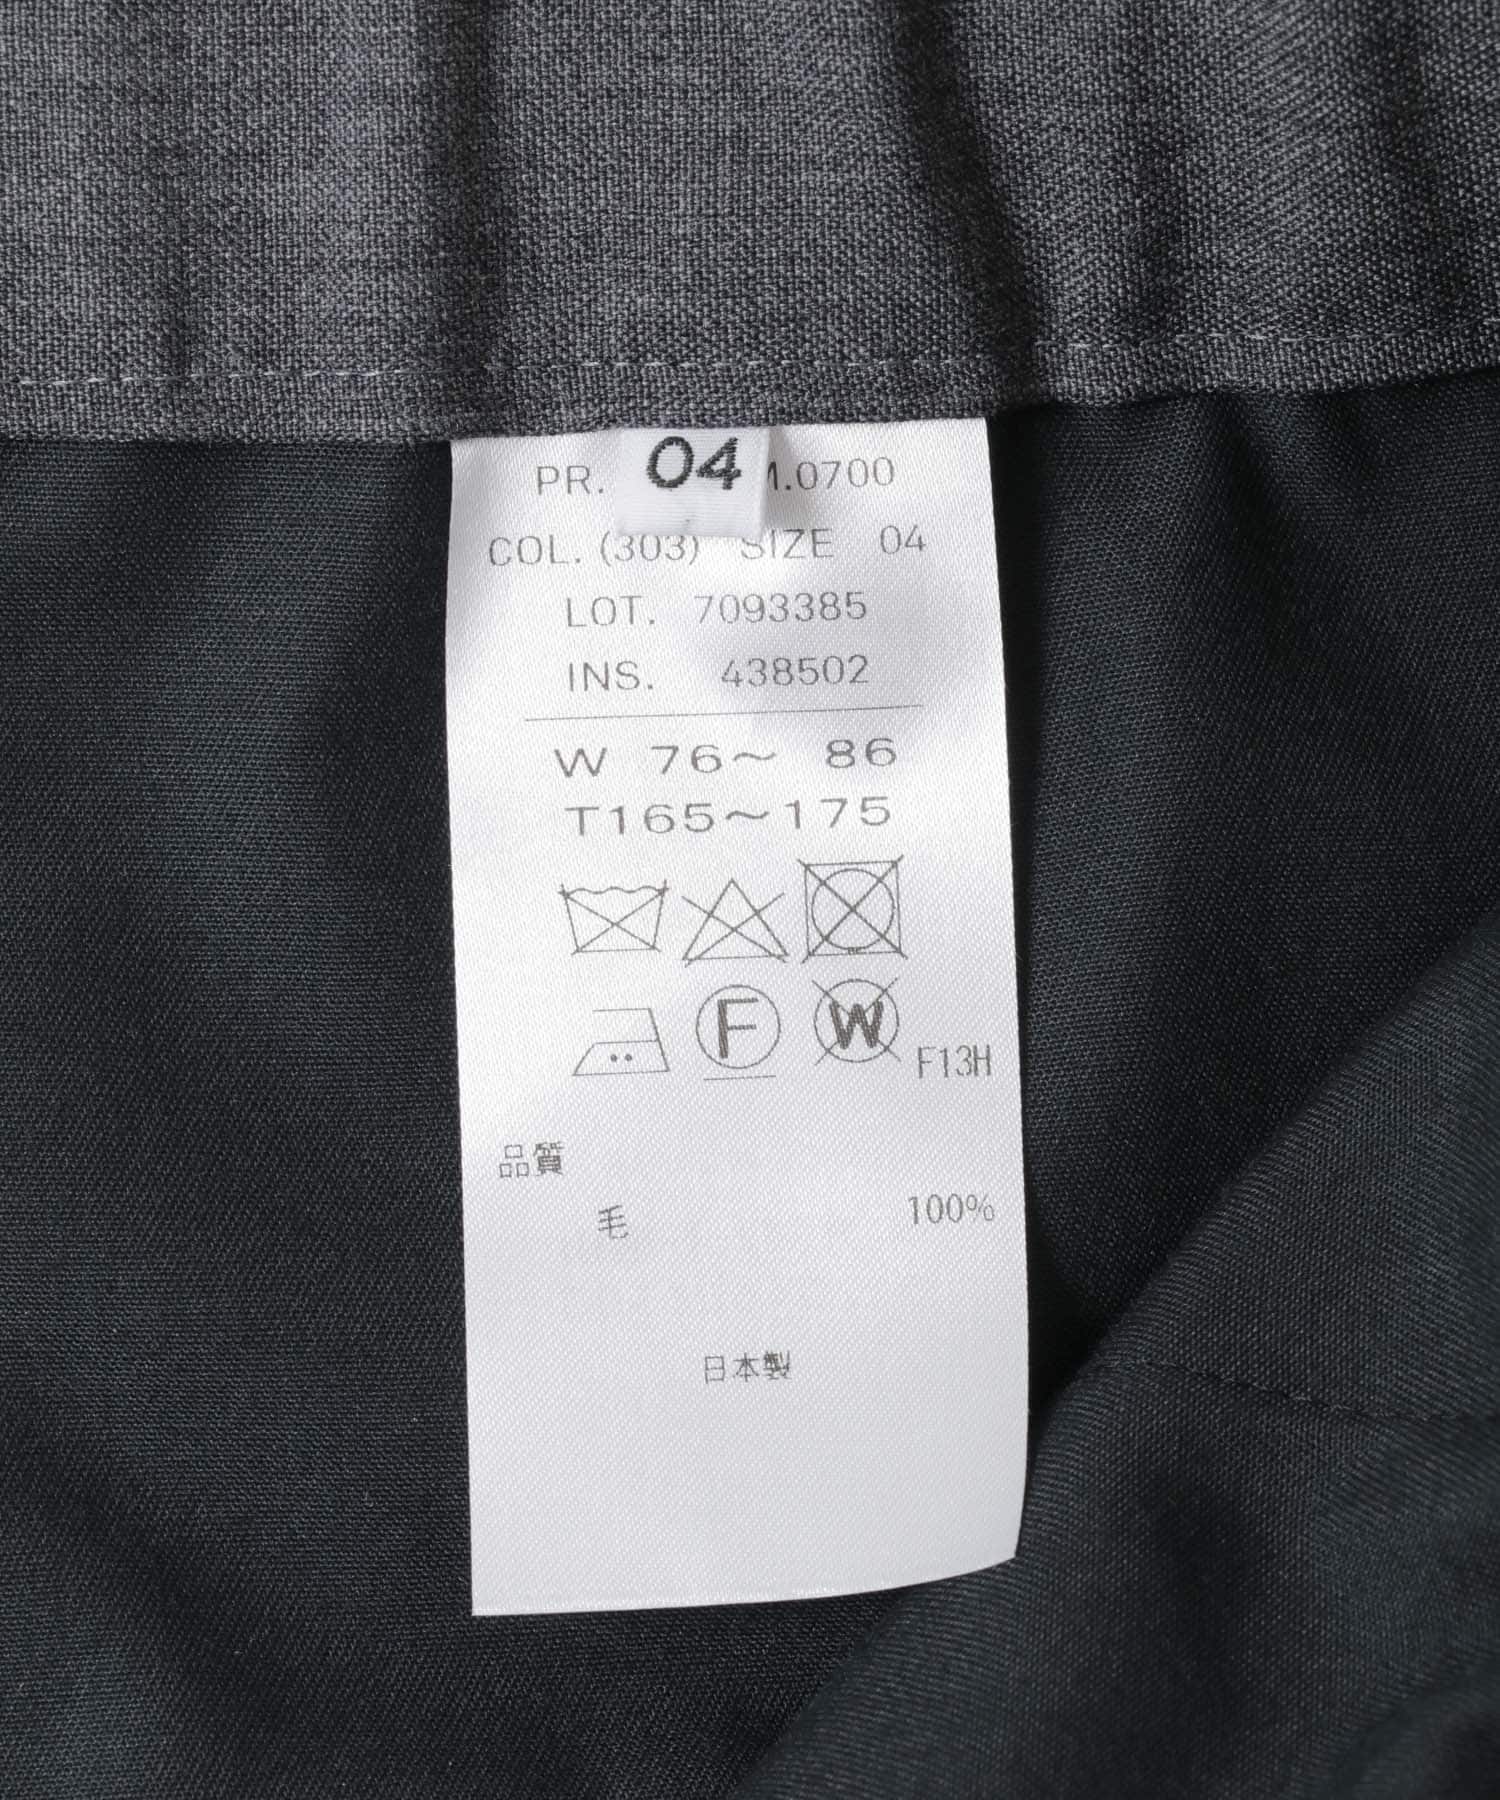 04
PR. M.0700
COL. (303) SIZE 04
LOT. 7093385
INS. 438502
W 76〜 86
T165〜175
F W F13H
品質
毛 100%
日本製